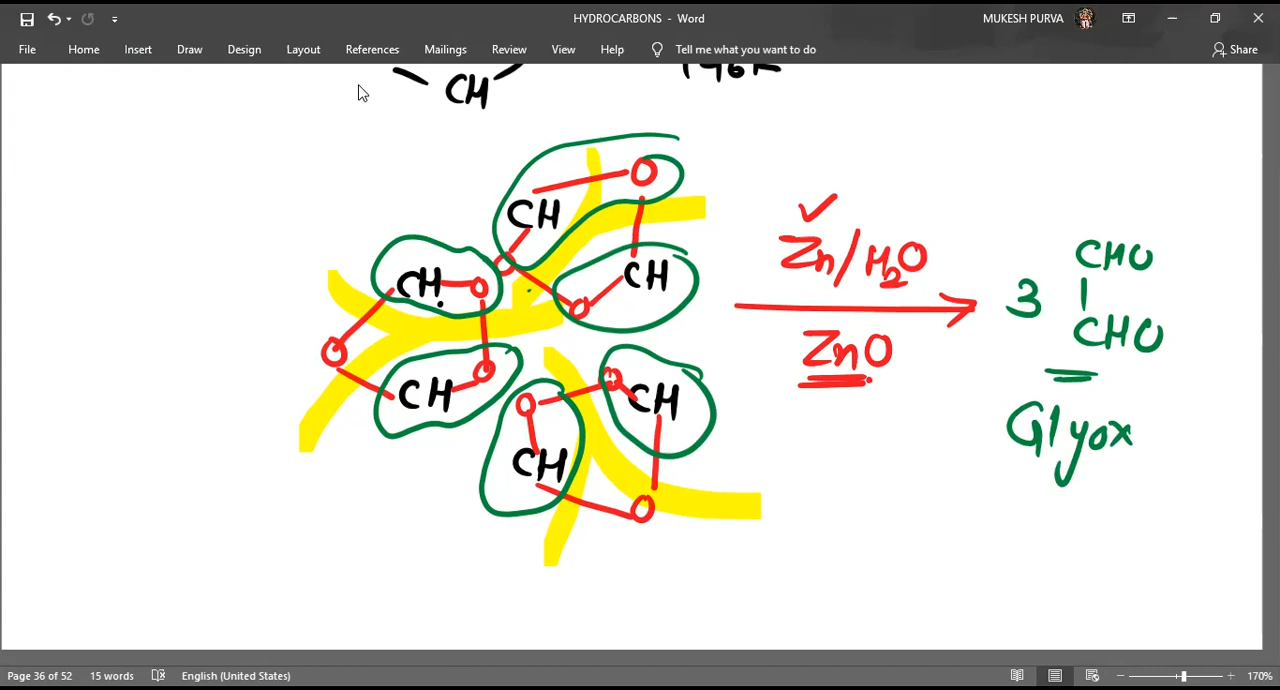 HYDROCARBONS - Word
MUKESH PURVA
File Home Insert Draw Design Layout References Mailings Review View Help Tell me what you want to do Share
CH
CH O
CH O
O
O CH
O
CH O
O CH
O
CH
O
Zn/H2O
ZnO
3 CHO
CHO
Glyox
Page 36 of 52 15 words English (United States) 170%